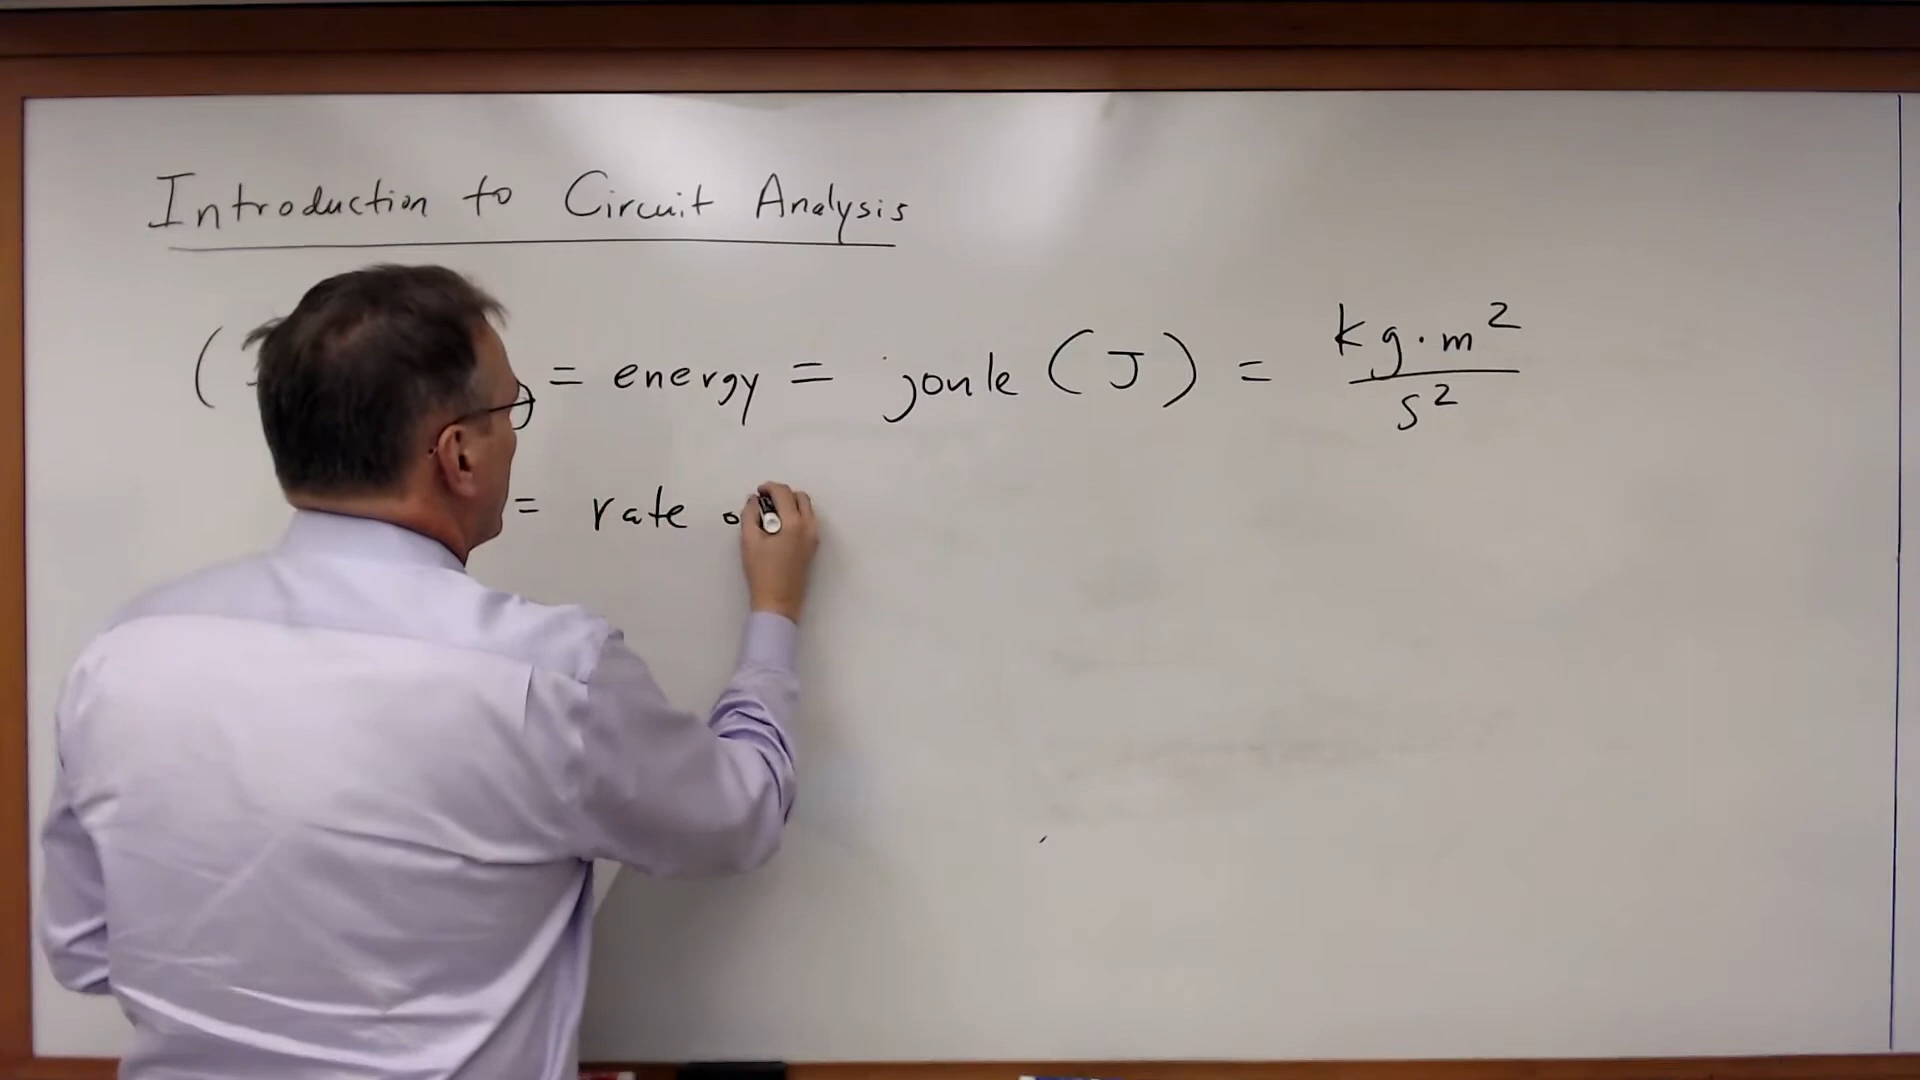 Introduction to Circuit Analysis
( = energy = joule (J) = kg·m²/s²
= rate